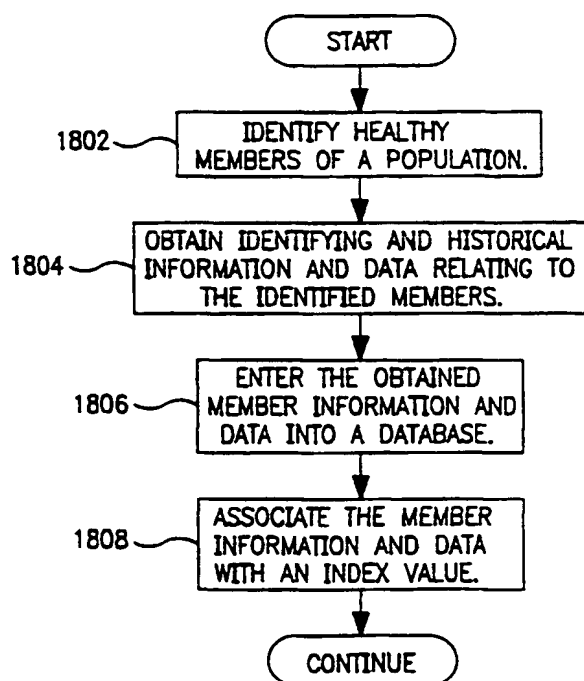 START
1802
IDENTIFY HEALTHY
MEMBERS OF A POPULATION.
1804
OBTAIN IDENTIFYING AND HISTORICAL
INFORMATION AND DATA RELATING TO
THE IDENTIFIED MEMBERS.
1806
ENTER THE OBTAINED
MEMBER INFORMATION AND
DATA INTO A DATABASE.
1808
ASSOCIATE THE MEMBER
INFORMATION AND DATA
WITH AN INDEX VALUE.
CONTINUE